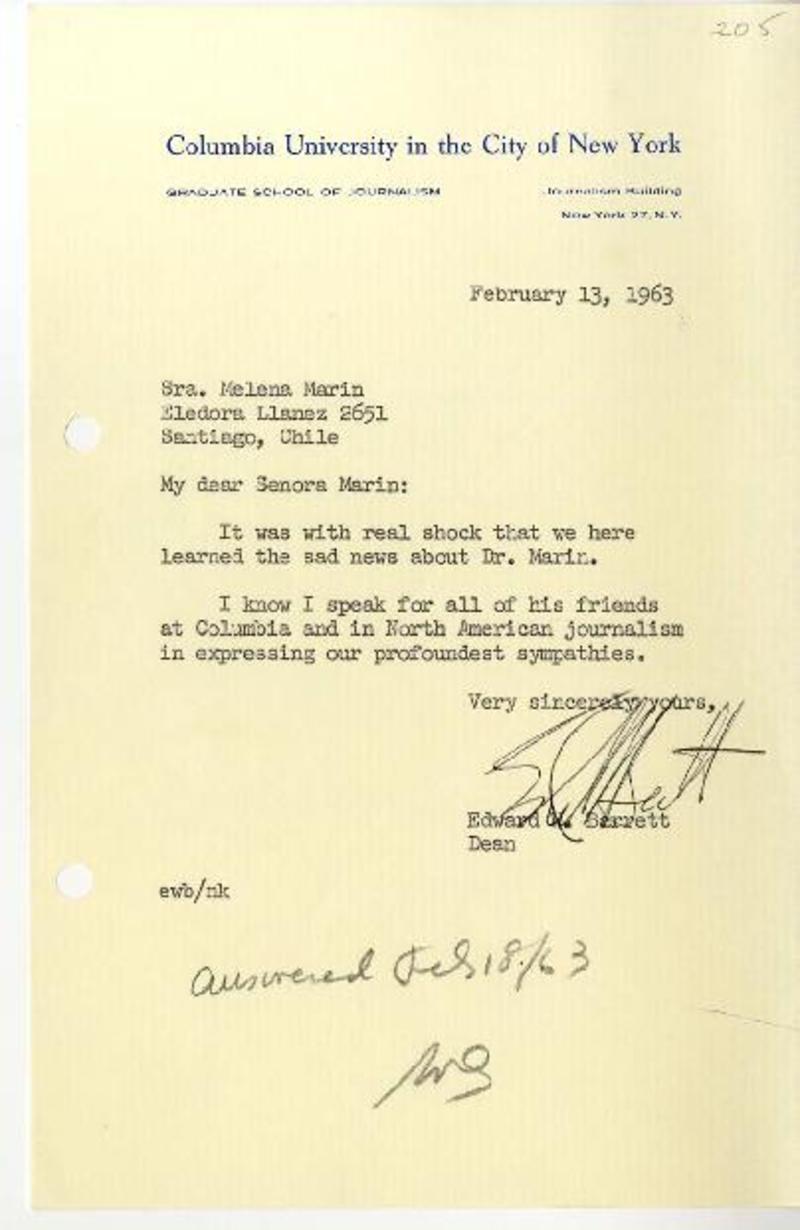 205
Columbia University in the City of New York
GRADUATE SCHOOL OF JOURNALISM
Journalism Building
New York 27, N.Y.
February 13, 1963
Sra. Melena Marin
Eledora Llanez 2651
Santiago, Chile
My dear Senora Marin:
It was with real shock that we here
learned the sad news about Dr. Marin.
I know I speak for all of his friends
at Columbia and in North American journalism
in expressing our profoundest sympathies.
Very sincerely yours,
Edward W. Barrett
Dean
ewb/nk
Answered Feb 18/63